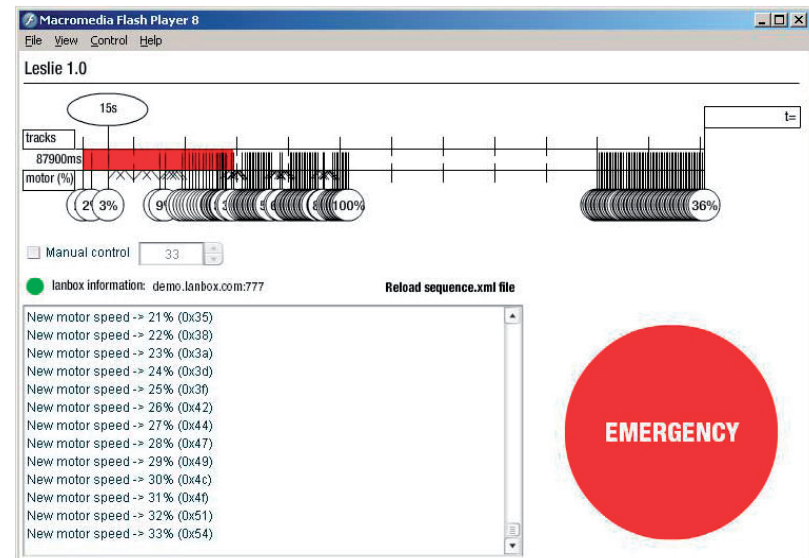 Macromedia Flash Player 8
File View Control Help
Leslie 1.0
15s
t=
tracks
87900ms
motor (%)
2% 3% 9% 100% 36%
Manual control 33
lanbox information: demo.lanbox.com:777 Reload sequence.xml file
New motor speed -> 21% (0x35)
New motor speed -> 22% (0x38)
New motor speed -> 23% (0x3a)
New motor speed -> 24% (0x3d)
New motor speed -> 25% (0x3f)
New motor speed -> 26% (0x42)
New motor speed -> 27% (0x44)
New motor speed -> 28% (0x47)
New motor speed -> 29% (0x49)
New motor speed -> 30% (0x4c)
New motor speed -> 31% (0x4f)
New motor speed -> 32% (0x51)
New motor speed -> 33% (0x54)
EMERGENCY